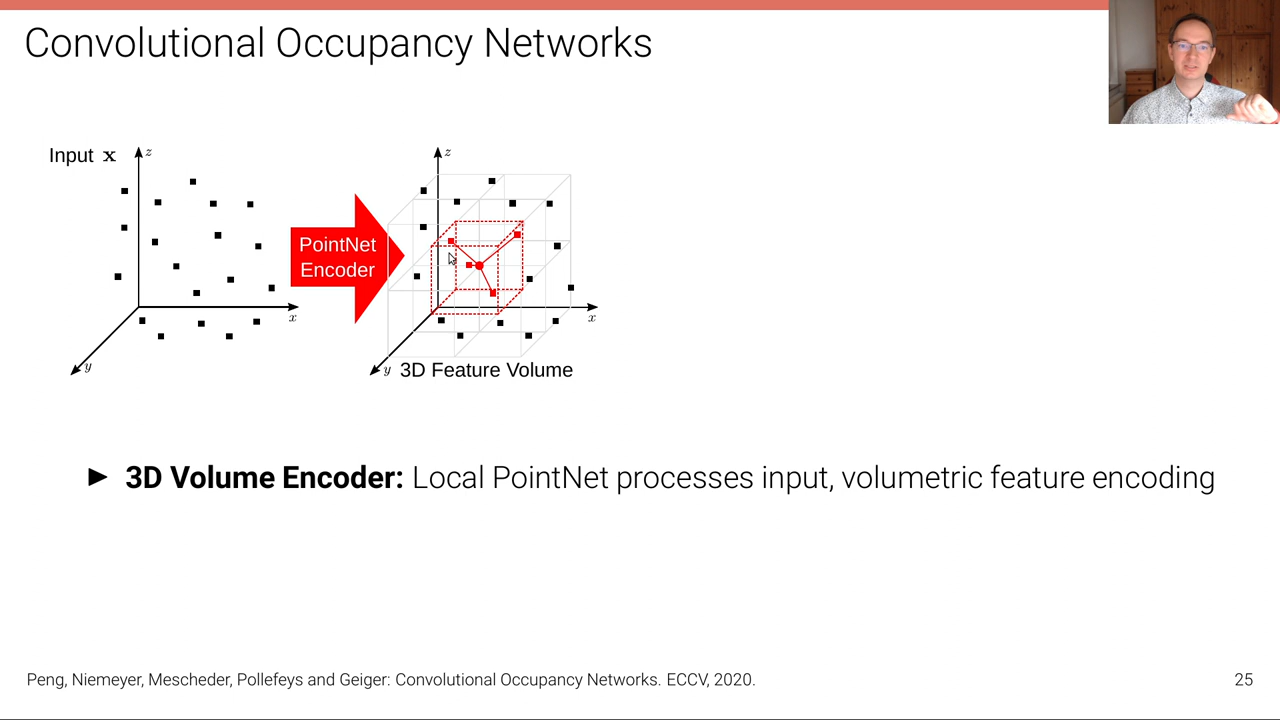 Convolutional Occupancy Networks
Input x
z
x
y
PointNet
Encoder
z
x
y
3D Feature Volume
► 3D Volume Encoder: Local PointNet processes input, volumetric feature encoding
Peng, Niemeyer, Mescheder, Pollefeys and Geiger: Convolutional Occupancy Networks. ECCV, 2020.
25